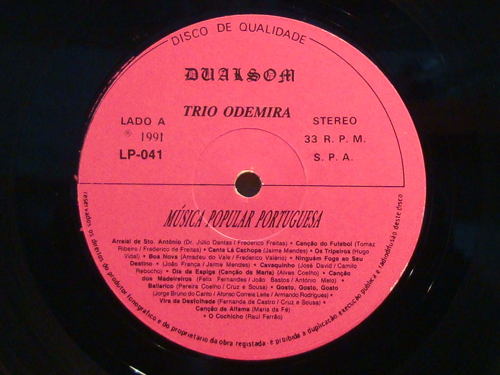 DISCO DE QUALIDADE
DUALSOM
TRIO ODEMIRA
LADO A
STEREO
℗ 1991
33 R. P. M.
LP-041
S. P. A.
MÚSICA POPULAR PORTUGUESA
Arraial de Sto. António (Dr. Júlio Dantas / Frederico Freitas) • Canção do Futebol (Tomaz
Ribeiro / Frederico de Freitas) • Canta Lá Cachopa (Jaime Mendes) • Os Tripeiros (Hugo
Vidal) • Boa Nova (Amadeu do Vale / Frederico Valério) • Ninguém Foge ao Seu
Destino • (João França / Jaime Mendes) • Cavaquinho (José David / Camilo
Rebocho) • Dia da Espiga (Canção da Maria) (Alves Coelho) • Canção
dos Madeireiros (Felix Fernandes / João Bastos / António Melo) •
Bailarico (Pereira Coelho / Cruz e Sousa) • Gosto, Gosto, Gosto
(Jorge Bruno do Canto / Afonso Correia Leite / Armando Rodrigues) •
Vira da Desfolhada (Fernanda de Castro / Cruz e Sousa) •
Canção de Alfama (Maria da Fé)
• O Cochicho (Raul Ferrão)
reservados os direitos do produtor fonográfico e do proprietário da obra registada. é proibida a duplicação, execução pública e radiodifusão deste disco